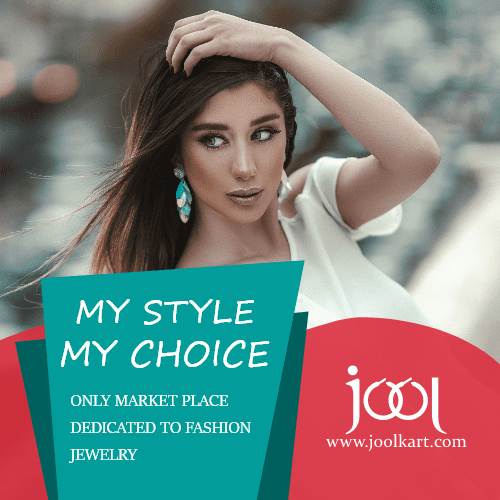 MY STYLE
MY CHOICE
ONLY MARKET PLACE
DEDICATED TO FASHION
JEWELRY
jool
www.joolkart.com